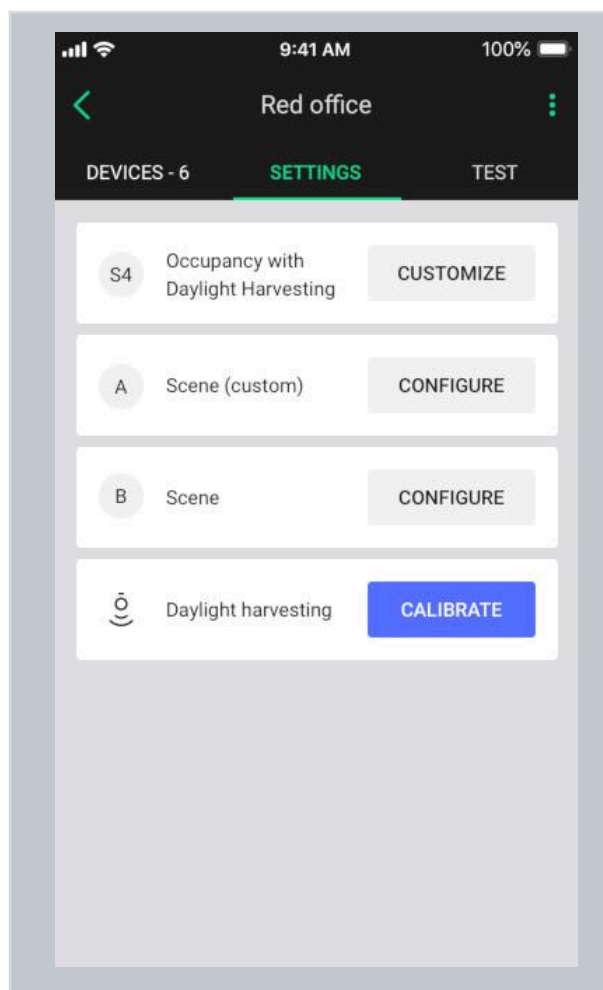 9:41 AM
100%
Red office
DEVICES - 6
SETTINGS
TEST
S4
Occupancy with
Daylight Harvesting
CUSTOMIZE
A
Scene (custom)
CONFIGURE
B
Scene
CONFIGURE
Daylight harvesting
CALIBRATE